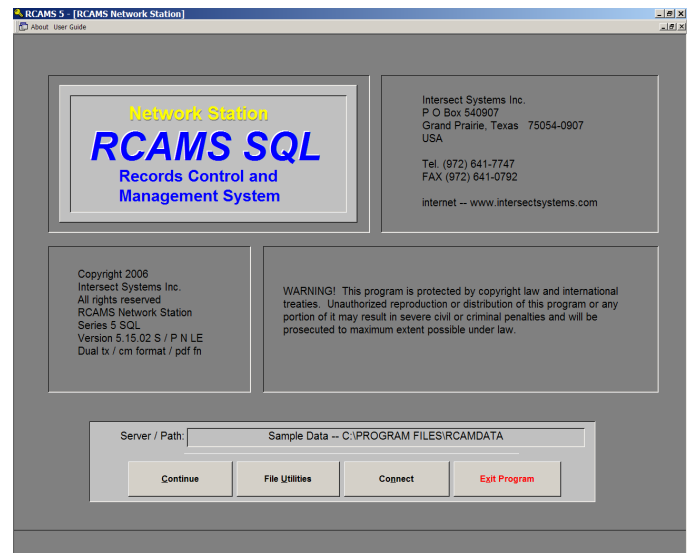 RCAMS 5 - [RCAMS Network Station]
About User Guide
Network Station
RCAMS SQL
Records Control and
Management System
Intersect Systems Inc.
P O Box 540907
Grand Prairie, Texas 75054-0907
USA
Tel. (972) 641-7747
FAX (972) 641-0792
internet -- www.intersectsystems.com
Copyright 2006
Intersect Systems Inc.
All rights reserved
RCAMS Network Station
Series 5 SQL
Version 5.15.02 S / P N LE
Dual tx / cm format / pdf fn
WARNING! This program is protected by copyright law and international
treaties. Unauthorized reproduction or distribution of this program or any
portion of it may result in severe civil or criminal penalties and will be
prosecuted to maximum extent possible under law.
Server / Path: Sample Data -- C:\PROGRAM FILES\RCAMDATA
Continue File Utilities Connect Exit Program